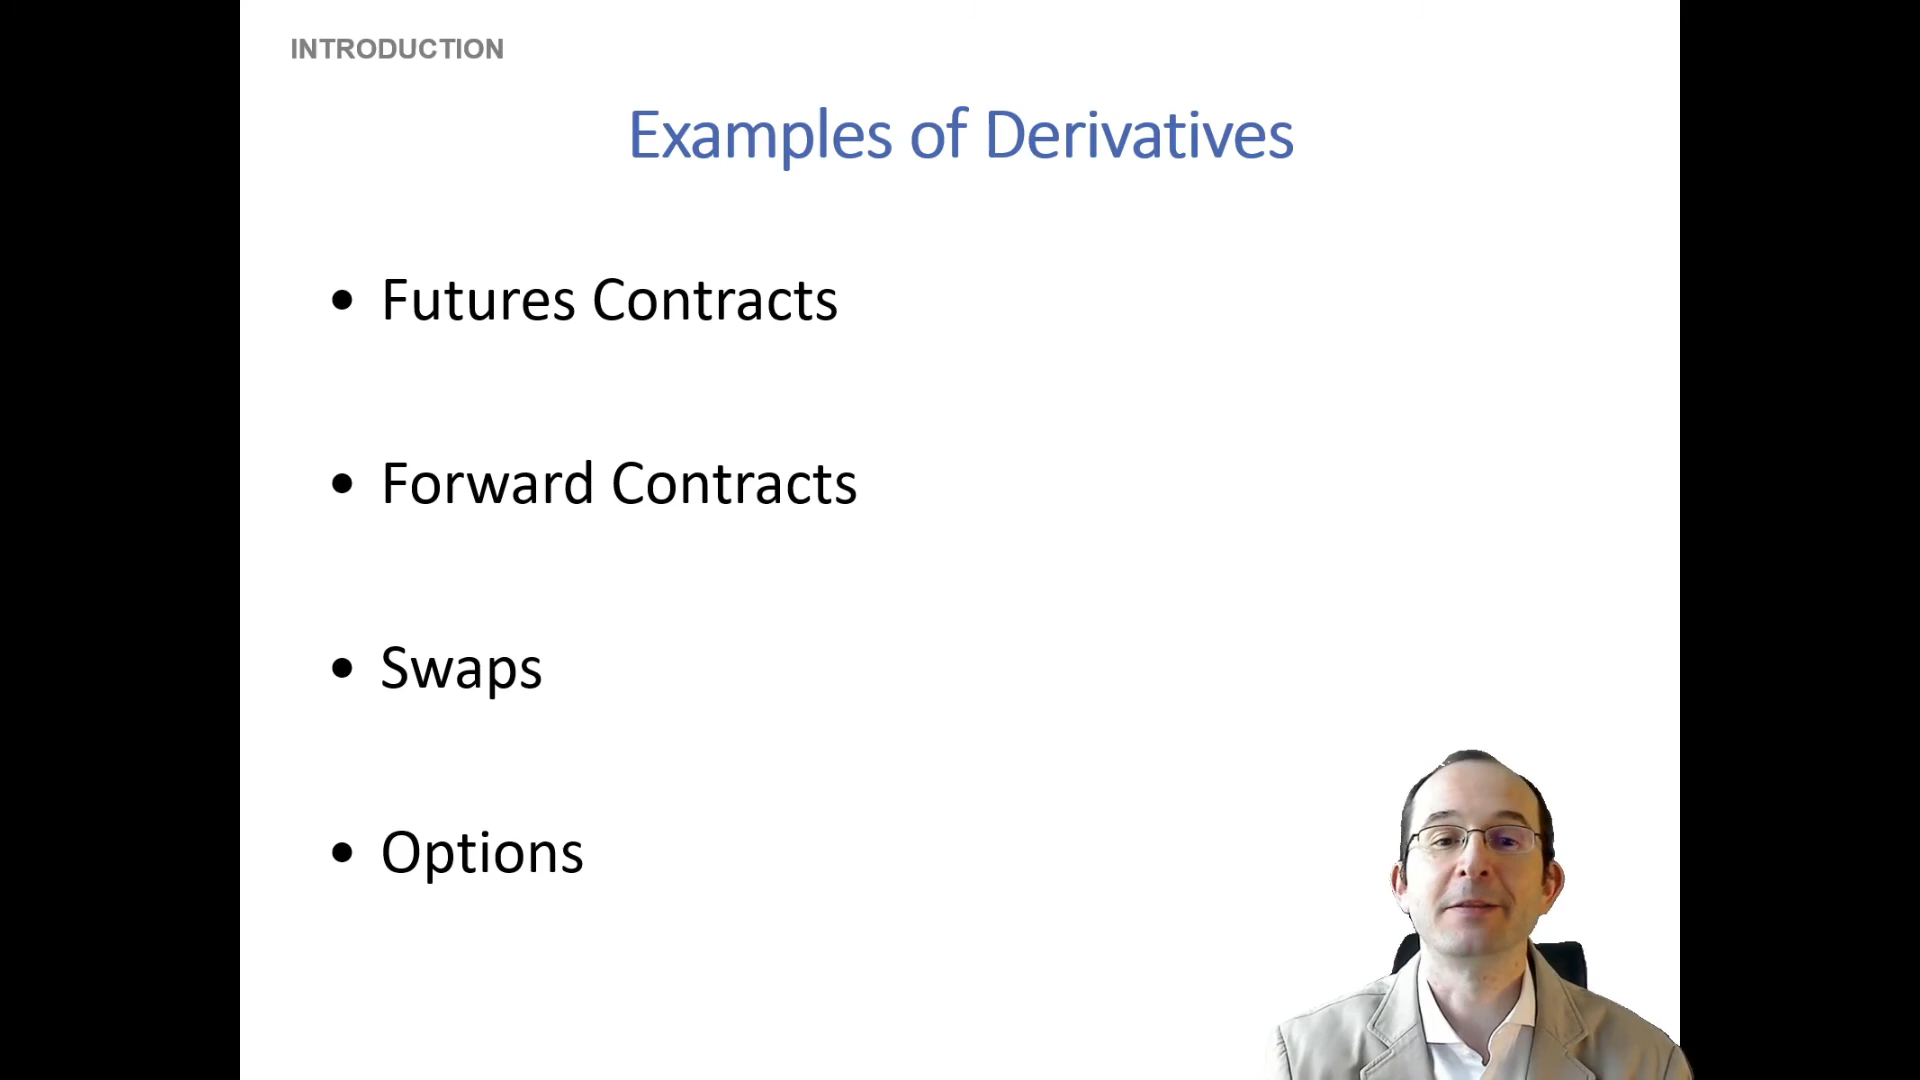 INTRODUCTION
Examples of Derivatives
• Futures Contracts
• Forward Contracts
• Swaps
• Options